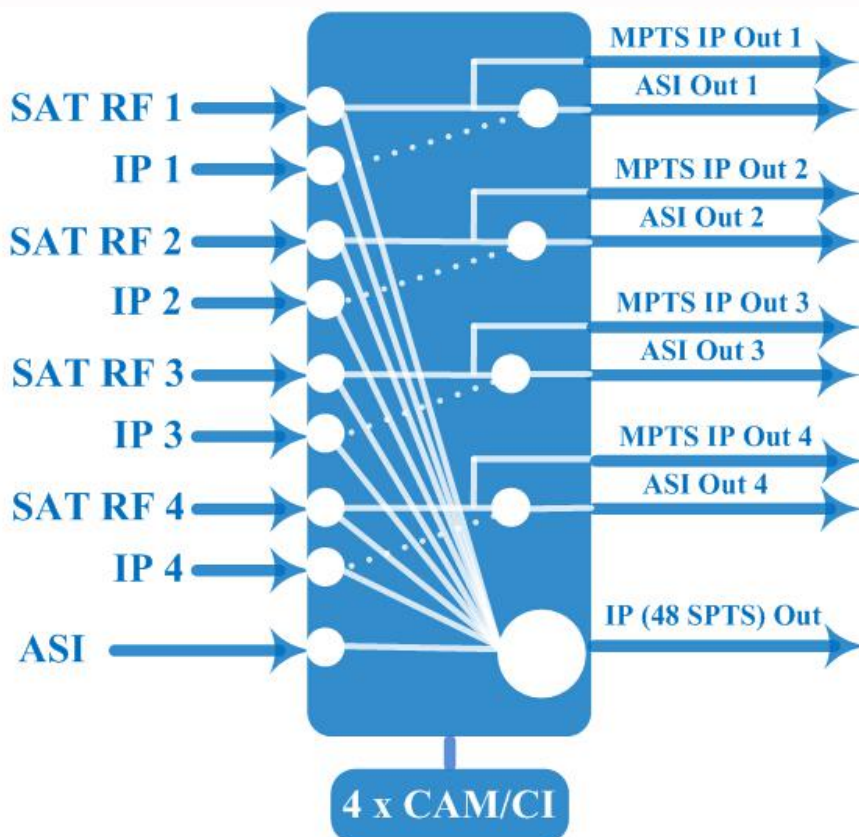 MPTS IP Out 1
SAT RF 1
ASI Out 1
IP 1
MPTS IP Out 2
SAT RF 2
ASI Out 2
IP 2
MPTS IP Out 3
SAT RF 3
ASI Out 3
IP 3
MPTS IP Out 4
SAT RF 4
ASI Out 4
IP 4
ASI
IP (48 SPTS) Out
4 x CAM/CI